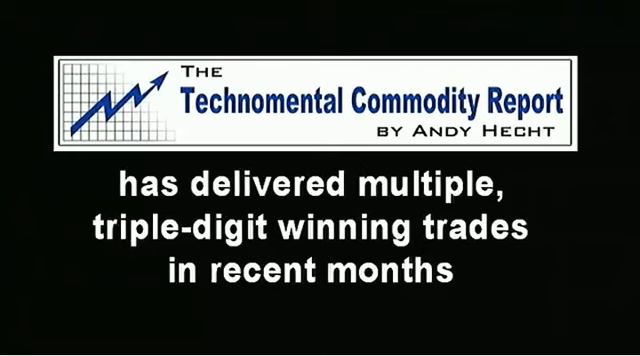 The
Technomental Commodity Report
by Andy Hecht
has delivered multiple,
triple-digit winning trades
in recent months